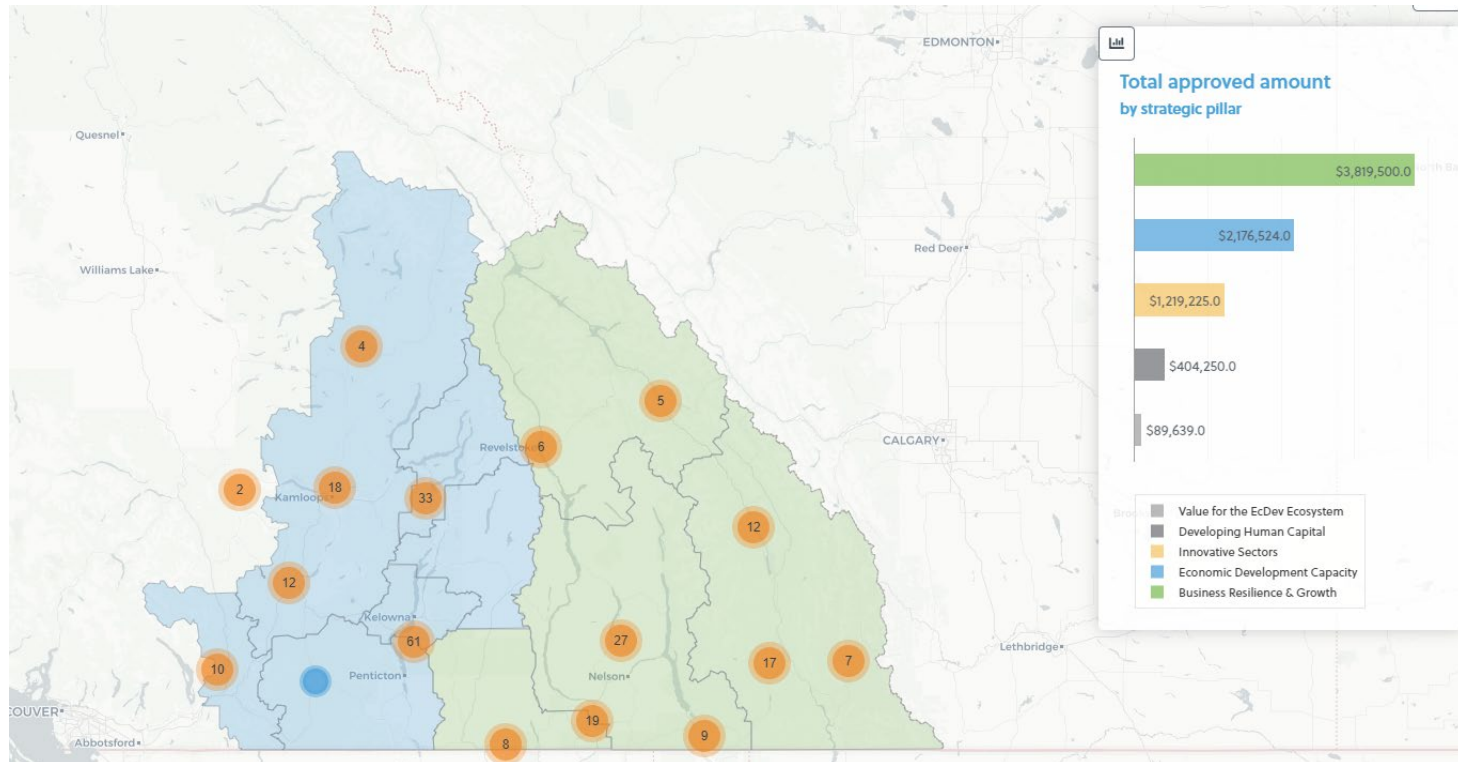 EDMONTON
Quesnel
Red Deer
Williams Lake
CALGARY
Revelstoke
Kamloops
Kelowna
Penticton
Nelson
Lethbridge
COUVER
Abbotsford
4
5
6
2
18
33
12
12
61
27
10
17
7
19
9
8
Total approved amount
by strategic pillar
$3,819,500.0
$2,176,524.0
$1,219,225.0
$404,250.0
$89,639.0
Value for the EcDev Ecosystem
Developing Human Capital
Innovative Sectors
Economic Development Capacity
Business Resilience & Growth